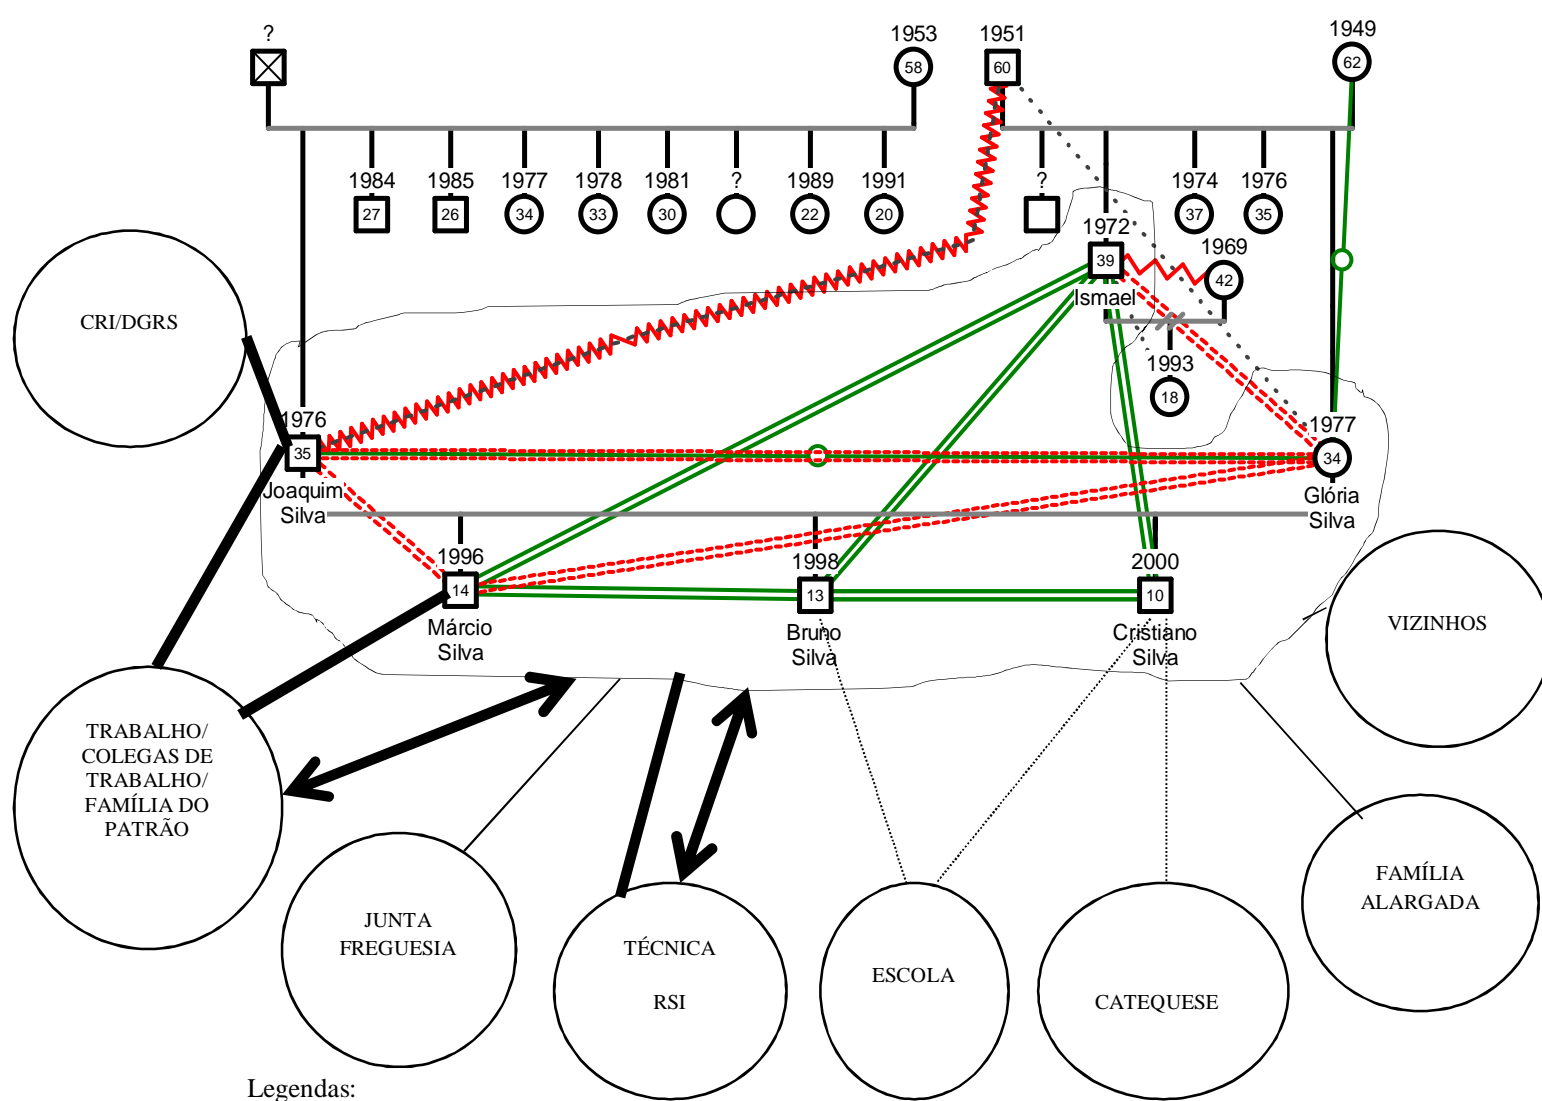 ?
1953
1951
1949
58
60
62
1984
1985
1977
1978
1981
?
1989
1991
?
1974
1976
27
26
34
33
30
22
20
37
35
1972
39
1969
42
Ismael
1993
18
CRI/DGRS
1976
35
Joaquim
Silva
1977
34
Glória
Silva
1996
14
Márcio
Silva
1998
13
Bruno
Silva
2000
10
Cristiano
Silva
VIZINHOS
TRABALHO/
COLEGAS DE
TRABALHO/
FAMÍLIA DO
PATRÃO
JUNTA
FREGUESIA
TÉCNICA
RSI
ESCOLA
CATEQUESE
FAMÍLIA
ALARGADA
Legendas: